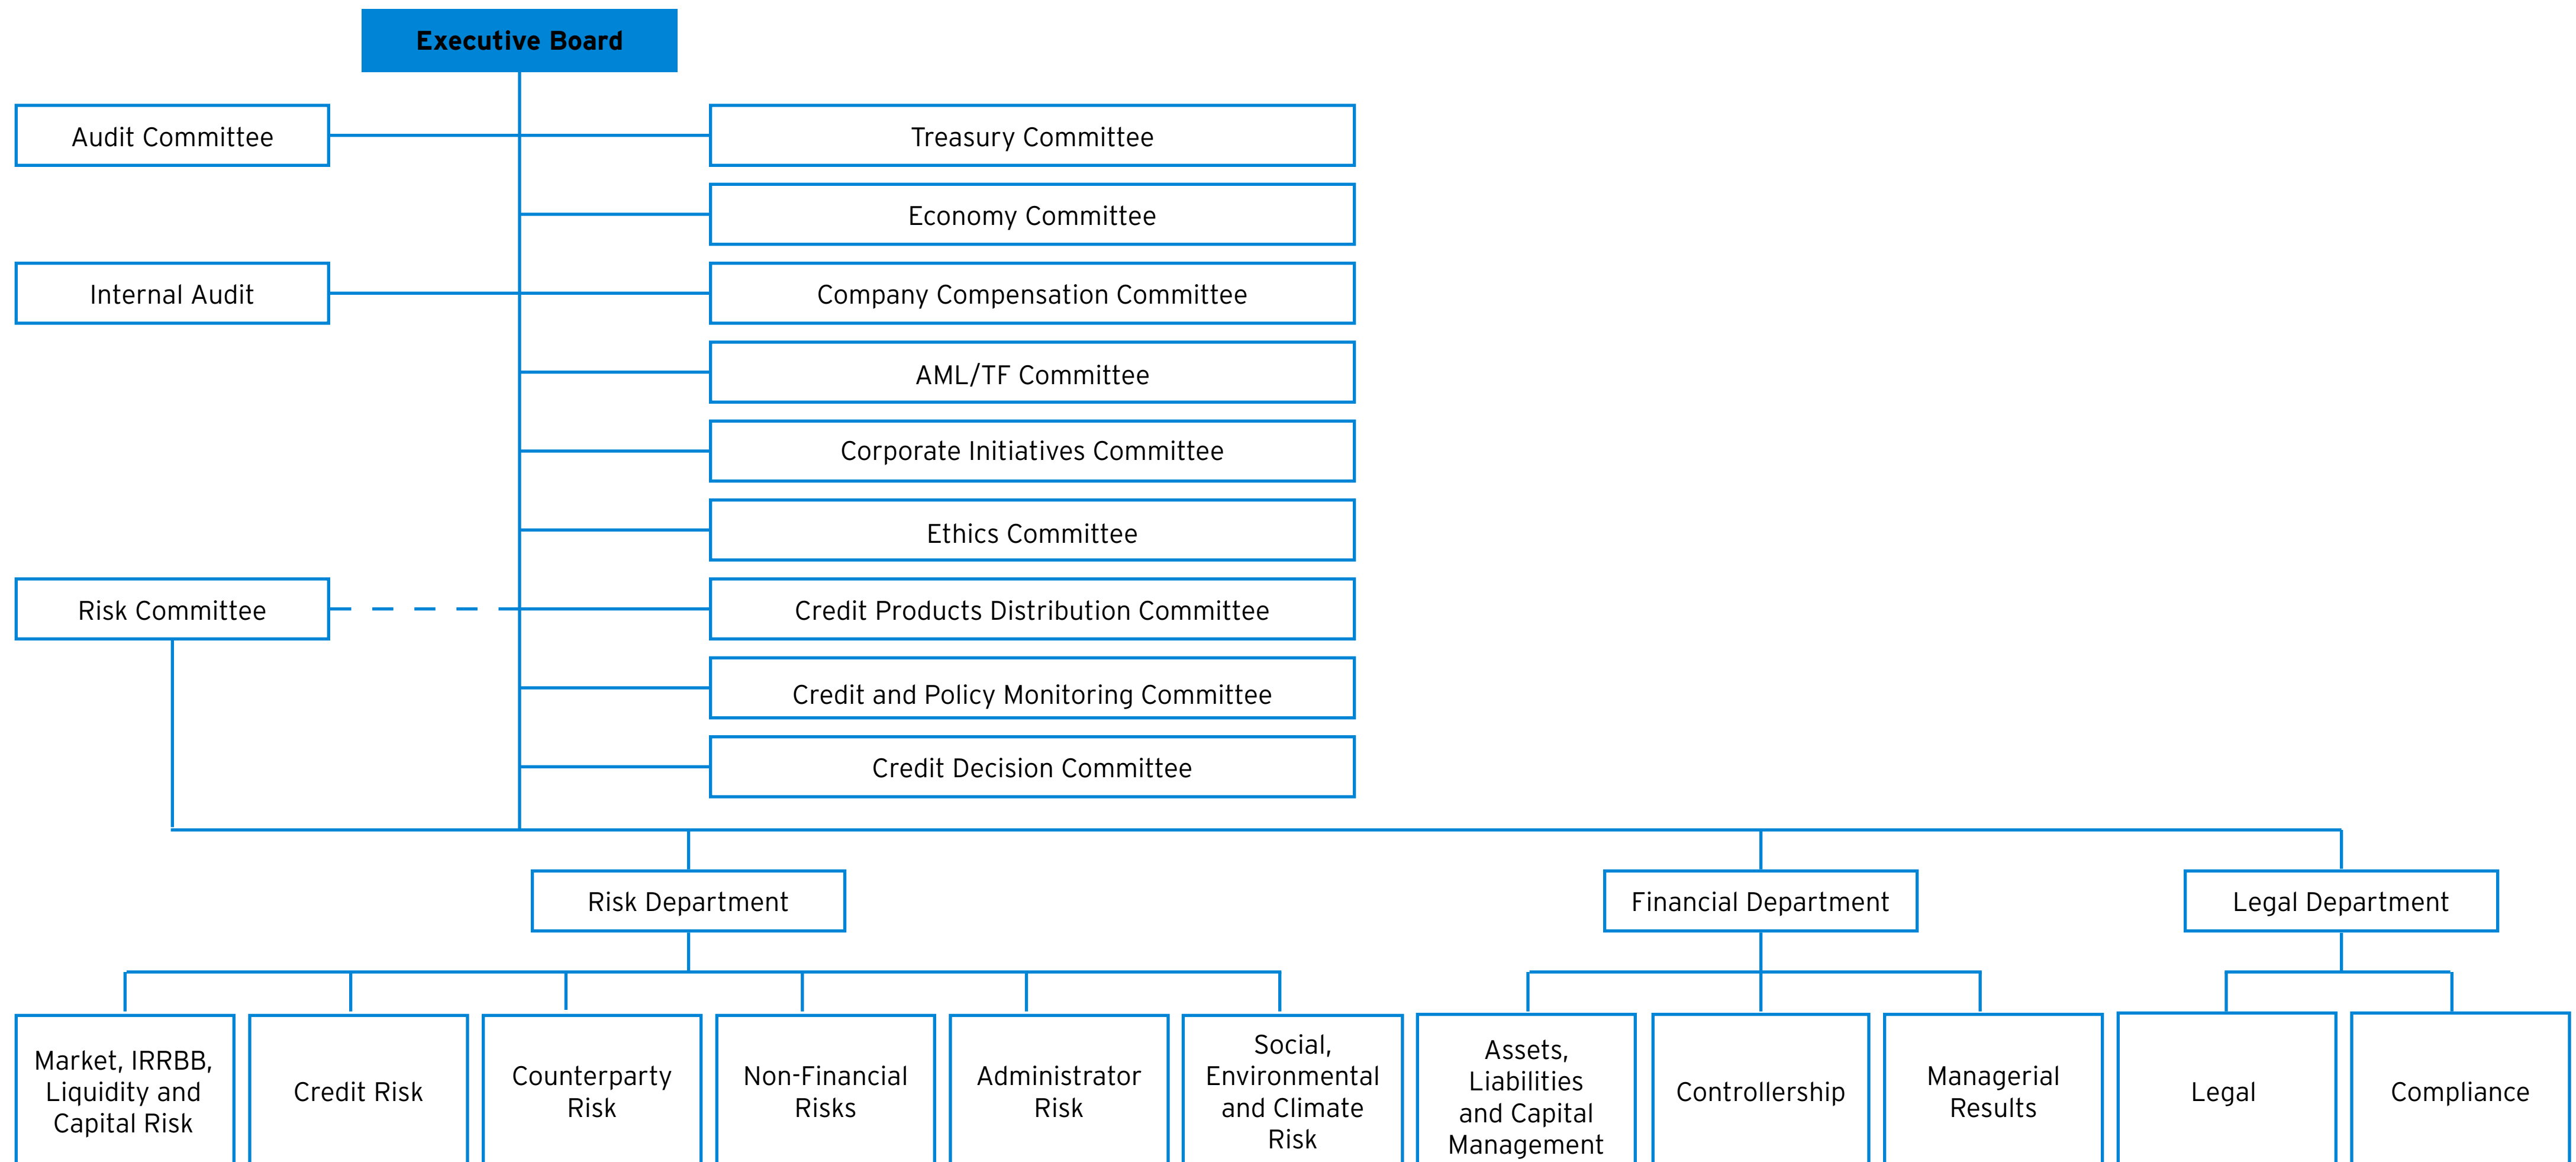 Executive Board
Audit Committee
Treasury Committee
Economy Committee
Internal Audit
Company Compensation Committee
AML/TF Committee
Corporate Initiatives Committee
Ethics Committee
Risk Committee
Credit Products Distribution Committee
Credit and Policy Monitoring Committee
Credit Decision Committee
Risk Department
Financial Department
Legal Department
Market, IRRBB,
Liquidity and
Capital Risk
Credit Risk
Counterparty
Risk
Non-Financial
Risks
Administrator
Risk
Social,
Environmental
and Climate
Risk
Assets,
Liabilities
and Capital
Management
Controllership
Managerial
Results
Legal
Compliance